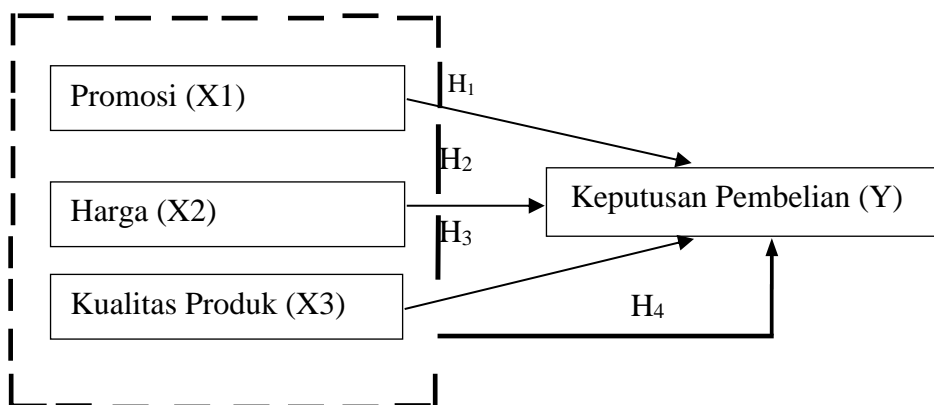 Promosi (X1)
H₁
H₂
Harga (X2)
Keputusan Pembelian (Y)
H₃
Kualitas Produk (X3)
H₄